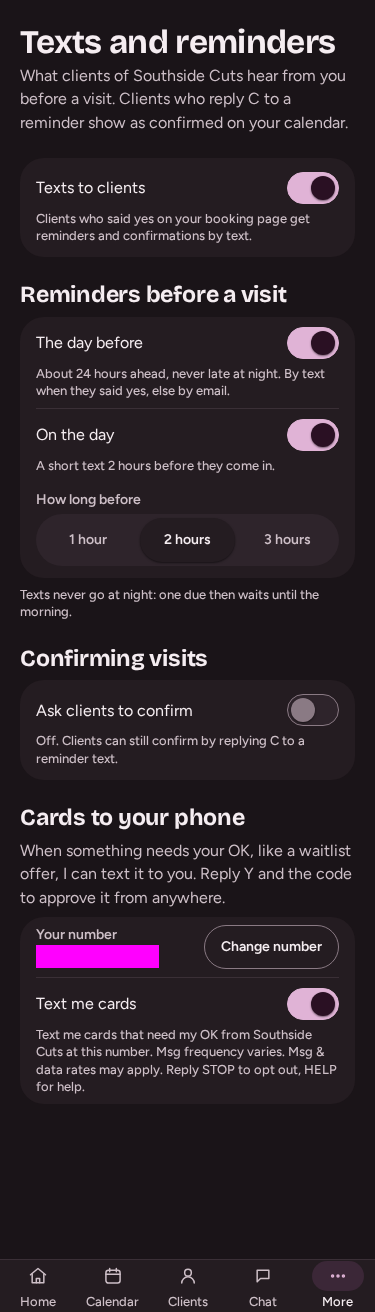 Texts and reminders
What clients of Southside Cuts hear from you
before a visit. Clients who reply C to a
reminder show as confirmed on your calendar.
Texts to clients
Clients who said yes on your booking page get
reminders and confirmations by text.
Reminders before a visit
The day before
About 24 hours ahead, never late at night. By text
when they said yes, else by email.
On the day
A short text 2 hours before they come in.
How long before
1 hour 2 hours 3 hours
Texts never go at night: one due then waits until the
morning.
Confirming visits
Ask clients to confirm
Off. Clients can still confirm by replying C to a
reminder text.
Cards to your phone
When something needs your OK, like a waitlist
offer, I can text it to you. Reply Y and the code
to approve it from anywhere.
Your number
Change number
Text me cards
Text me cards that need my OK from Southside
Cuts at this number. Msg frequency varies. Msg &
data rates may apply. Reply STOP to opt out, HELP
for help.
Home Calendar Clients Chat More